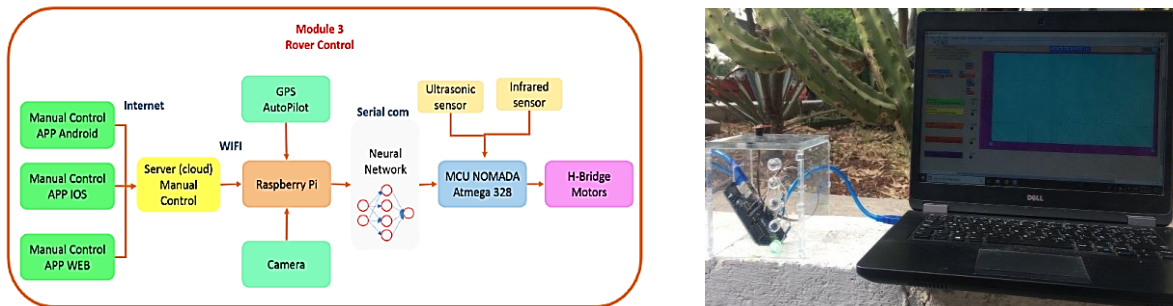 Module 3
Rover Control
Internet
Manual Control
APP Android
Manual Control
APP IOS
Manual Control
APP WEB
Server (cloud)
Manual
Control
WIFI
GPS
AutoPilot
Raspberry Pi
Camera
Serial com
Neural
Network
Ultrasonic
sensor
Infrared
sensor
MCU NOMADA
Atmega 328
H-Bridge
Motors
DELL